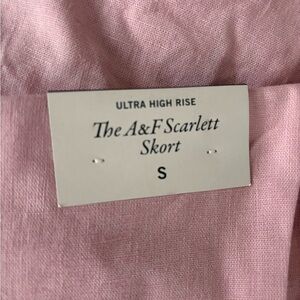 ULTRA HIGH RISE
The A&F Scarlett
Skort
S